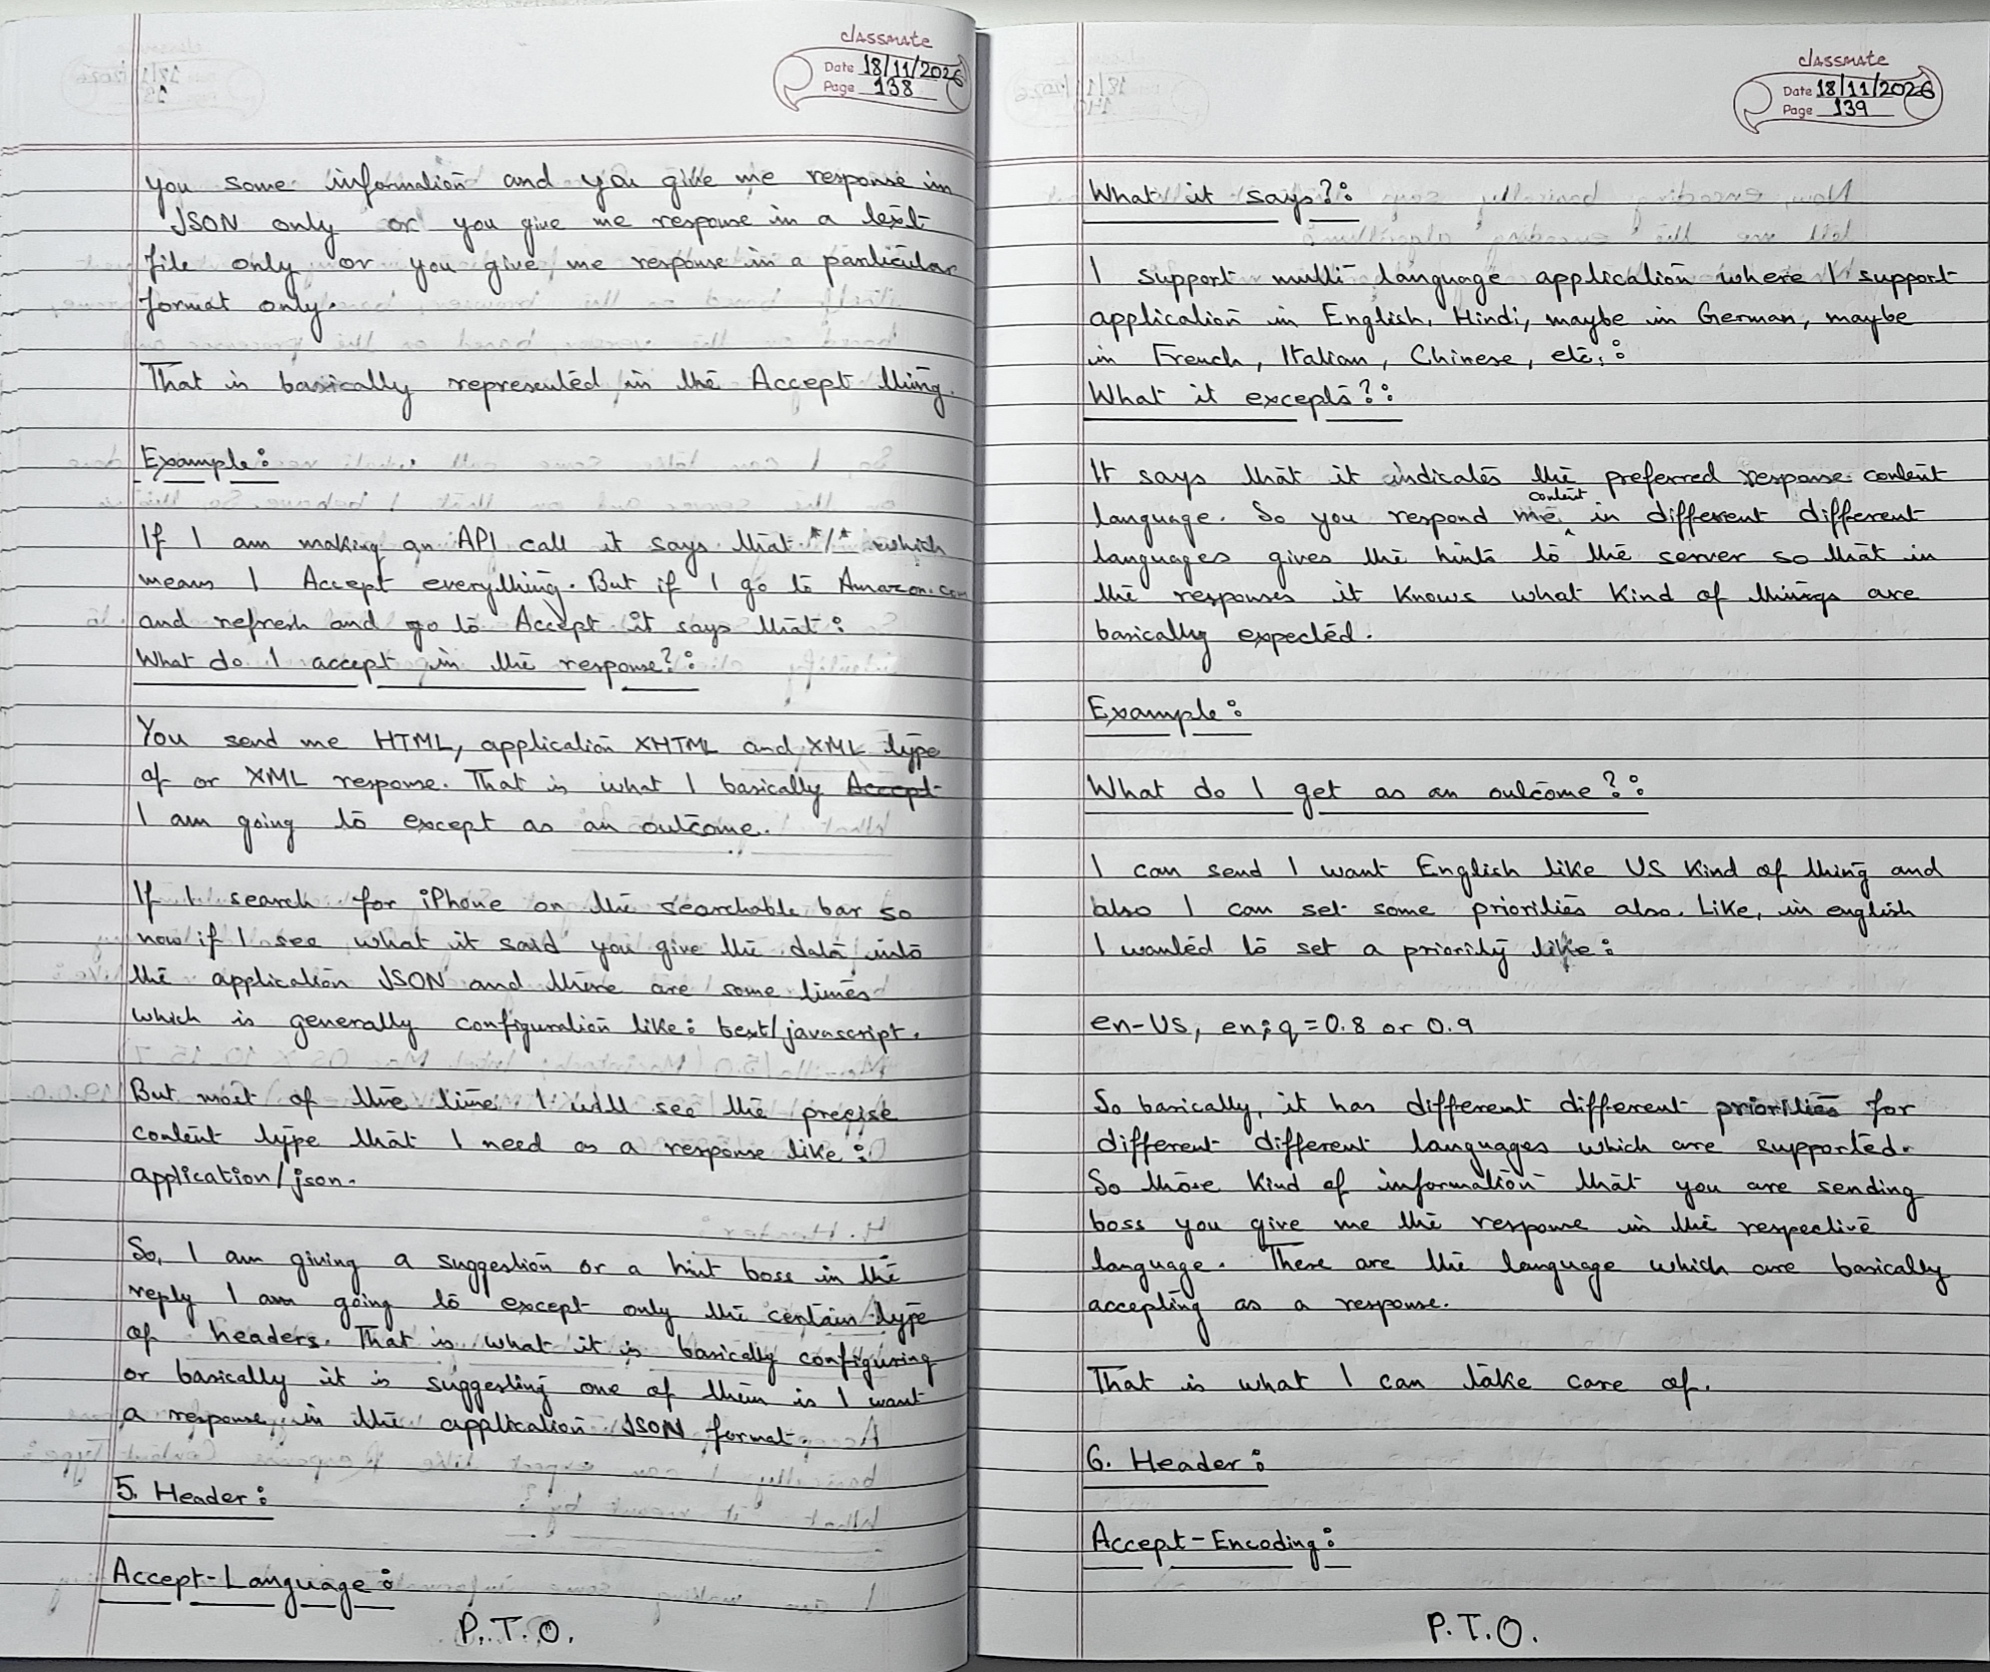 classmate
Date 18/11/2026
Page 138
you some information and you give me response in
JSON only or you give me response in a text
file only or you give me response in a particular
format only.
That is basically represented in the Accept thing.
Example:
If I am making an API call it says that */* which
means I Accept everything. But if I go to Amazon.com
and refresh and go to Accept it says that:
What do I accept in the response?:
You send me HTML, application XHTML and XML type
of or XML response. That is what I basically Accept
I am going to except as an outcome.
If I search for iPhone on the searchable bar so
now if I see what it said you give the data into
the application JSON and there are some times
which is generally configuration like: text/javascript.
But most of the time I will see the precise
content type that I need as a response like:
application/json.
So, I am giving a suggestion or a hint boss in the
reply I am going to except only the certain type
of headers. That is what it is basically configuring
or basically it is suggesting one of them is I want
a response in the application JSON format.
5. Header:
Accept-Language:
P.T.O.
classmate
Date 18/11/2026
Page 139
What it says?:
I support multi language application where I support
application in English, Hindi, maybe in German, maybe
in French, Italian, Chinese, etc.:
What it excepts?:
It says that it indicates the preferred response content
language. So you respond me content in different different
languages gives the hints to the server so that in
the responses it knows what kind of things are
basically expected.
Example:
What do I get as an outcome?:
I can send I want English like US kind of thing and
also I can set some priorities also. Like, in english
I wanted to set a priority like:
en-US, en;q=0.8 or 0.9
So basically, it has different different priorities for
different different languages which are supported.
So those kind of information that you are sending
boss you give me the response in the respective
language. There are the language which are basically
accepting as a response.
That is what I can take care of.
6. Header:
Accept-Encoding:
P.T.O.